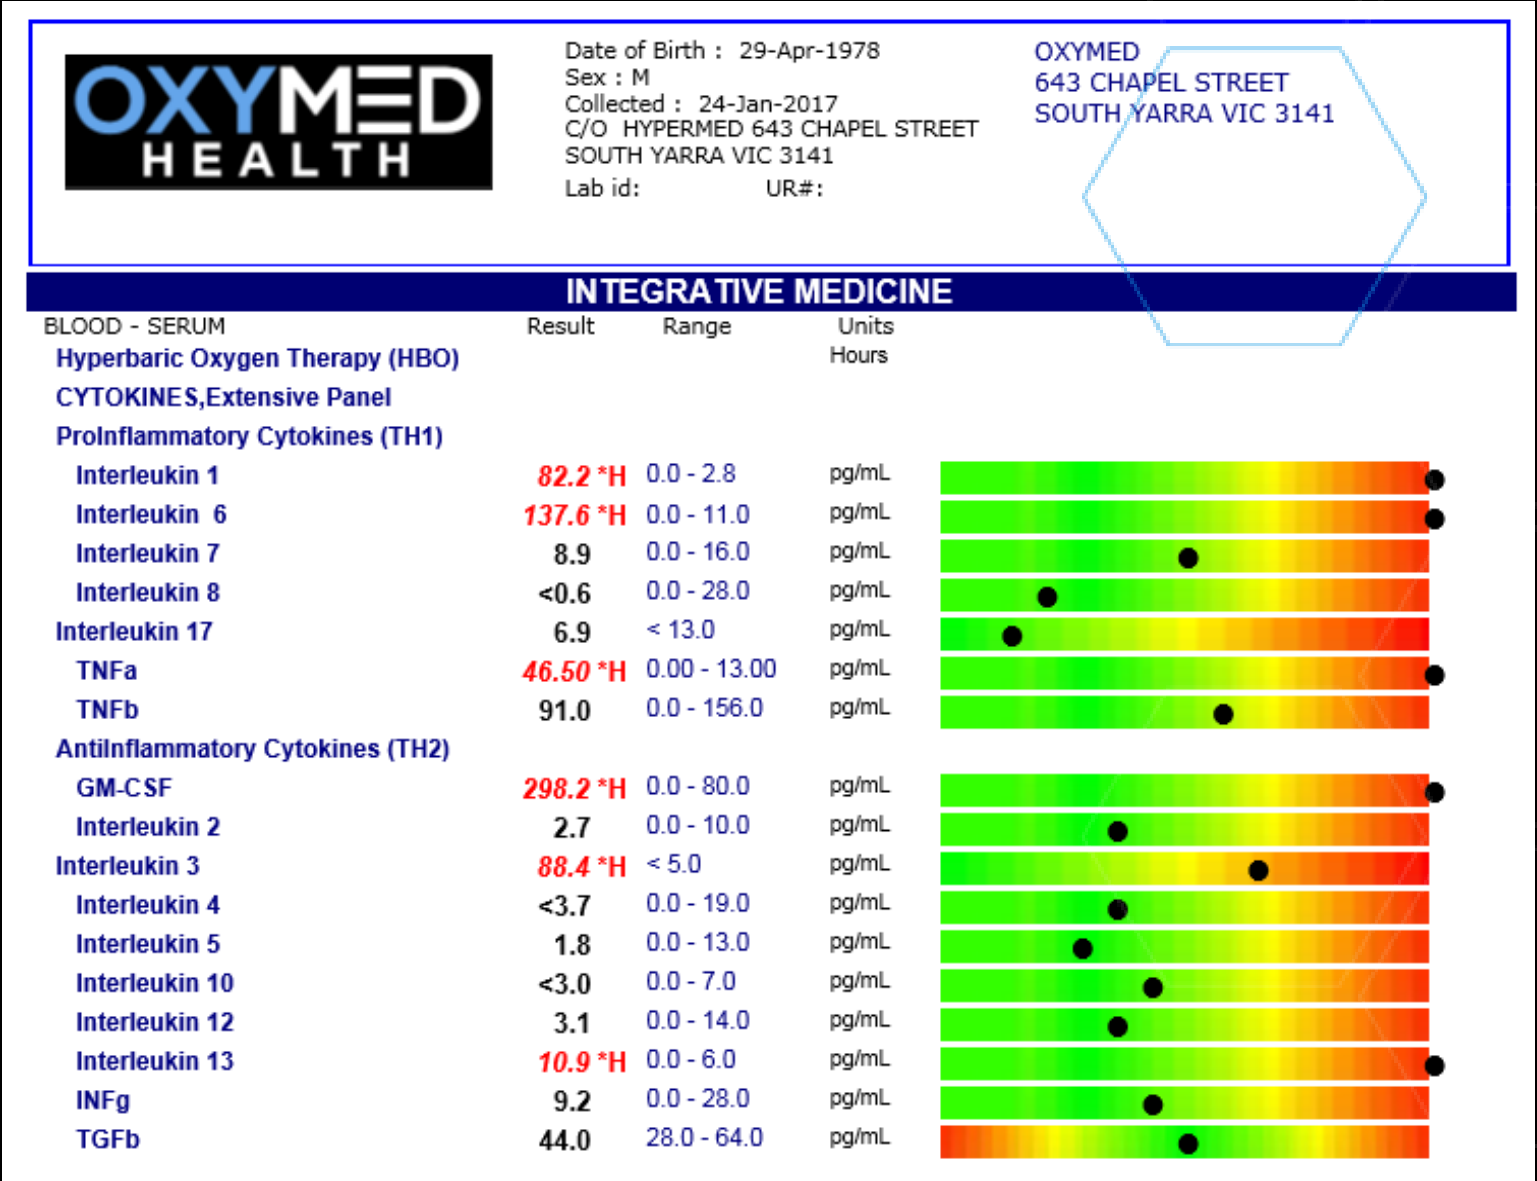 OXYMED
HEALTH
Date of Birth : 29-Apr-1978
Sex : M
Collected : 24-Jan-2017
C/O HYPERMED 643 CHAPEL STREET
SOUTH YARRA VIC 3141
Lab id: UR#:
OXYMED
643 CHAPEL STREET
SOUTH YARRA VIC 3141
INTEGRATIVE MEDICINE
BLOOD - SERUM Result Range Units
Hyperbaric Oxygen Therapy (HBO) Hours
CYTOKINES,Extensive Panel
ProInflammatory Cytokines (TH1)
Interleukin 1 82.2 *H 0.0 - 2.8 pg/mL
Interleukin 6 137.6 *H 0.0 - 11.0 pg/mL
Interleukin 7 8.9 0.0 - 16.0 pg/mL
Interleukin 8 <0.6 0.0 - 28.0 pg/mL
Interleukin 17 6.9 < 13.0 pg/mL
TNFa 46.50 *H 0.00 - 13.00 pg/mL
TNFb 91.0 0.0 - 156.0 pg/mL
AntiInflammatory Cytokines (TH2)
GM-CSF 298.2 *H 0.0 - 80.0 pg/mL
Interleukin 2 2.7 0.0 - 10.0 pg/mL
Interleukin 3 88.4 *H < 5.0 pg/mL
Interleukin 4 <3.7 0.0 - 19.0 pg/mL
Interleukin 5 1.8 0.0 - 13.0 pg/mL
Interleukin 10 <3.0 0.0 - 7.0 pg/mL
Interleukin 12 3.1 0.0 - 14.0 pg/mL
Interleukin 13 10.9 *H 0.0 - 6.0 pg/mL
INFg 9.2 0.0 - 28.0 pg/mL
TGFb 44.0 28.0 - 64.0 pg/mL